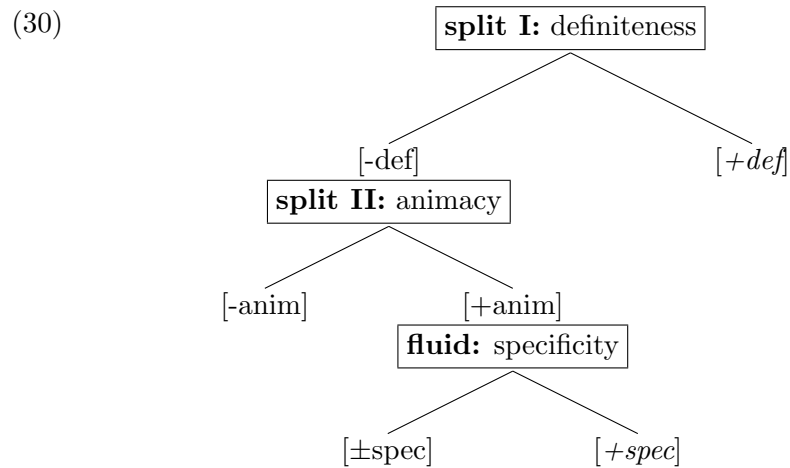 (30)
split I: definiteness
[-def] [+def]
split II: animacy
[-anim] [+anim]
fluid: specificity
[±spec] [+spec]